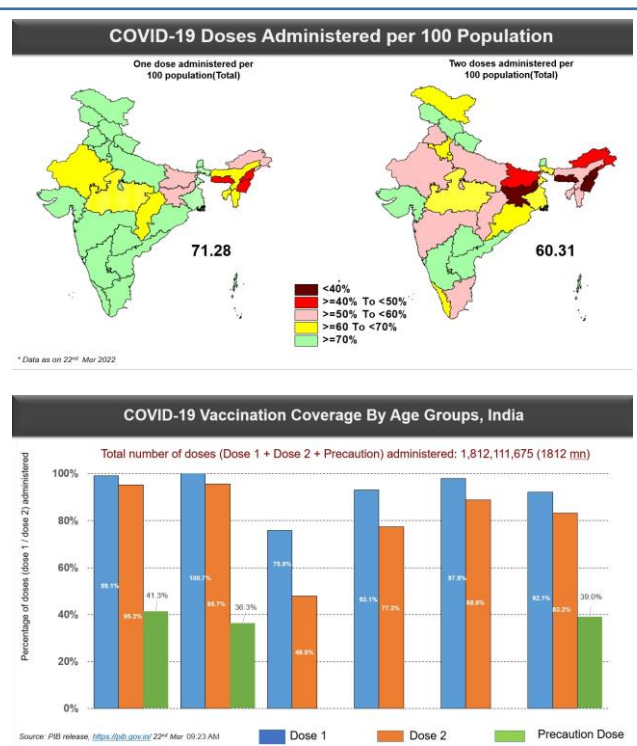 COVID-19 Doses Administered per 100 Population
One dose administered per
100 population(Total)
Two doses administered per
100 population(Total)
71.28
60.31
<40%
>=40% To <50%
>=50% To <60%
>=60 To <70%
>=70%
* Data as on 22nd Mar 2022
COVID-19 Vaccination Coverage By Age Groups, India
Total number of doses (Dose 1 + Dose 2 + Precaution) administered: 1,812,111,675 (1812 mn)
Percentage of doses (dose 1 / dose 2) administered
100%
80%
60%
40%
20%
0%
99.1%
95.2%
41.3%
100.7%
95.7%
36.3%
75.9%
48.0%
93.1%
77.3%
97.9%
88.8%
92.1%
83.2%
39.0%
Source: PIB release, https://pib.gov.in/ 22nd Mar 09:23 AM
Dose 1
Dose 2
Precaution Dose